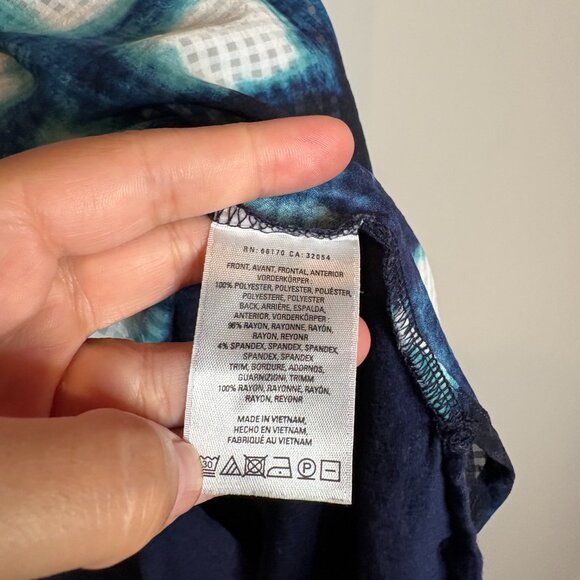 RN: 66170 CA: 32054
FRONT, AVANT, FRONTAL, ANTERIOR
VORDERKÖRPER
100% POLYESTER, POLYESTER, POLIÉSTER,
POLYESTERE, POLYESTER
BACK, ARRIÈRE, ESPALDA,
ANTERIOR, VORDERKÖRPER
96% RAYON, RAYONNE, RAYÓN,
RAYON, REYONR
4% SPANDEX, SPANDEX, SPANDEX,
SPANDEX, SPANDEX
TRIM, BORDURE, ADORNOS,
GUARNIZIONI, TRIMM
100% RAYON, RAYONNE, RAYÓN,
RAYON, REYONR
MADE IN VIETNAM,
HECHO EN VIETNAM,
FABRIQUÉ AU VIETNAM
30 P